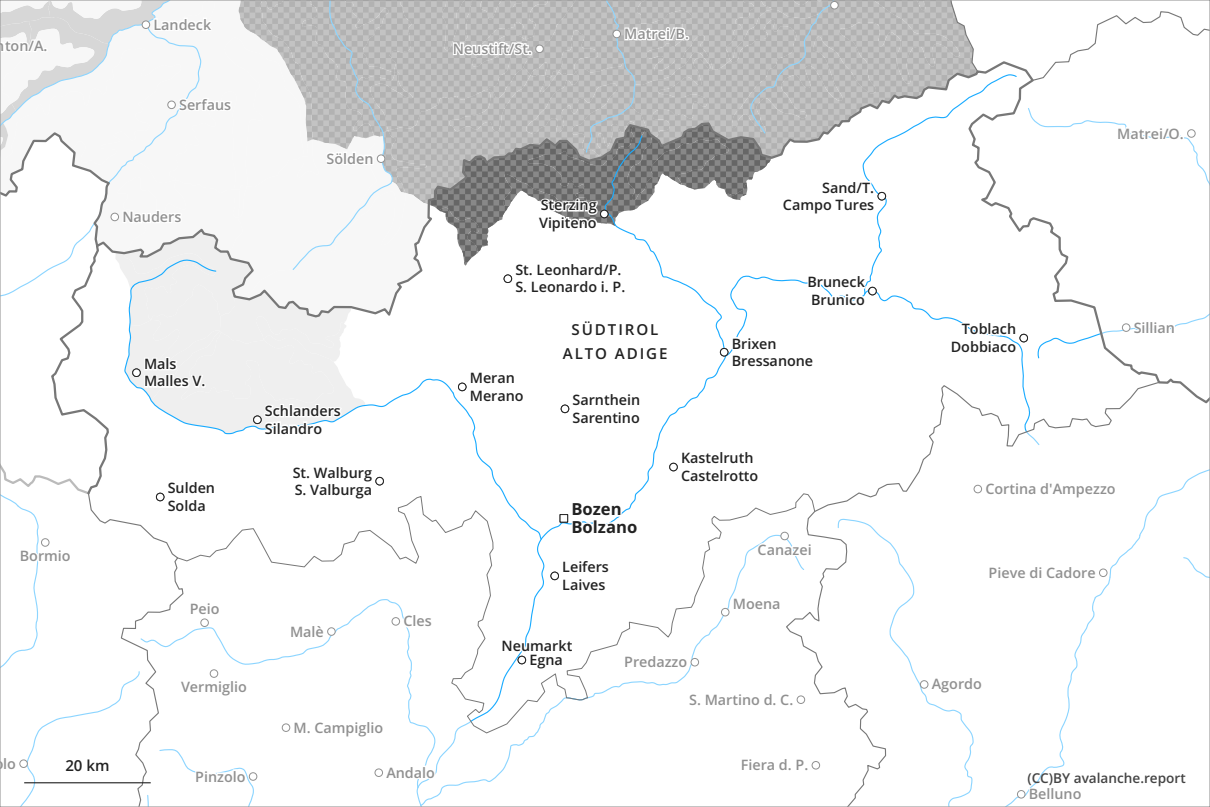 Landeck
nton/A.
Neustift/St.
Matrei/B.
Serfaus
Matrei/O.
Sölden
Nauders
Sand/T.
Campo Tures
Sterzing
Vipiteno
St. Leonhard/P.
S. Leonardo i. P.
Bruneck
Brunico
SÜDTIROL
ALTO ADIGE
Toblach
Dobbiaco
Sillian
Brixen
Bressanone
Mals
Malles V.
Meran
Merano
Sarnthein
Sarentino
Schlanders
Silandro
Kastelruth
Castelrotto
St. Walburg
S. Valburga
Sulden
Solda
Cortina d'Ampezzo
Bozen
Bolzano
Bormio
Canazei
Leifers
Laives
Pieve di Cadore
Peio
Moena
Malè
Cles
Neumarkt
Egna
Predazzo
Vermiglio
Agordo
S. Martino d. C.
M. Campiglio
olo
20 km
Pinzolo
Andalo
Fiera d. P.
(CC)BY avalanche.report
Belluno